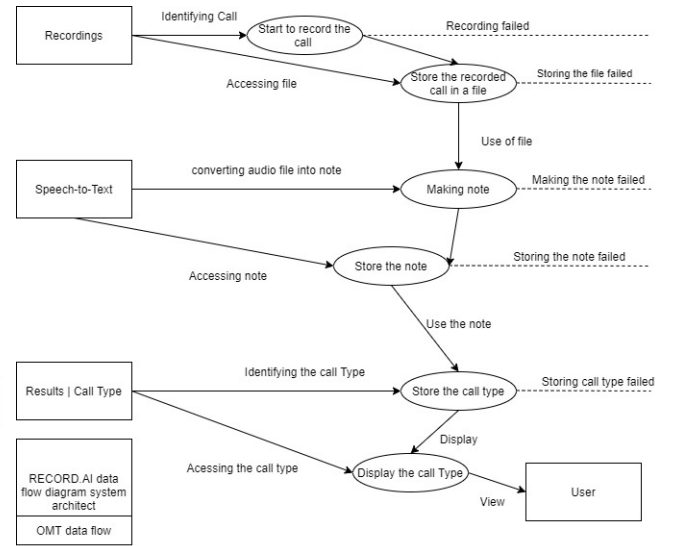 Identifying Call
Recording failed
Recordings
Start to record the
call
Storing the file failed
Store the recorded
call in a file
Accessing file
Use of file
converting audio file into note
Making the note failed
Speech-to-Text
Making note
Storing the note failed
Store the note
Accessing note
Use the note
Identifying the call Type
Storing call type failed
Results | Call Type
Store the call type
Display
Acessing the call type
Display the call Type
RECORD.AI data
flow diagram system
architect
View
User
OMT data flow